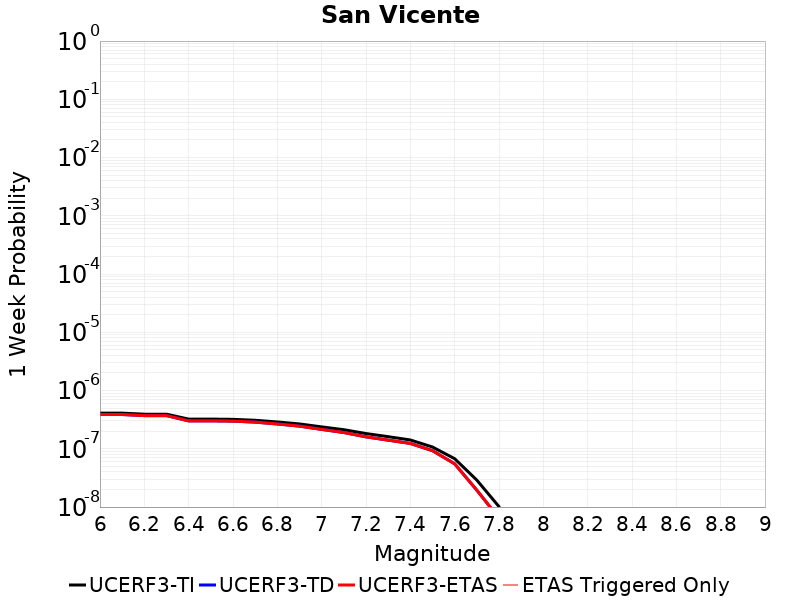 San Vicente
1 Week Probability
10^0
10^-1
10^-2
10^-3
10^-4
10^-5
10^-6
10^-7
10^-8
6 6.2 6.4 6.6 6.8 7 7.2 7.4 7.6 7.8 8 8.2 8.4 8.6 8.8 9
Magnitude
UCERF3-TI UCERF3-TD UCERF3-ETAS ETAS Triggered Only